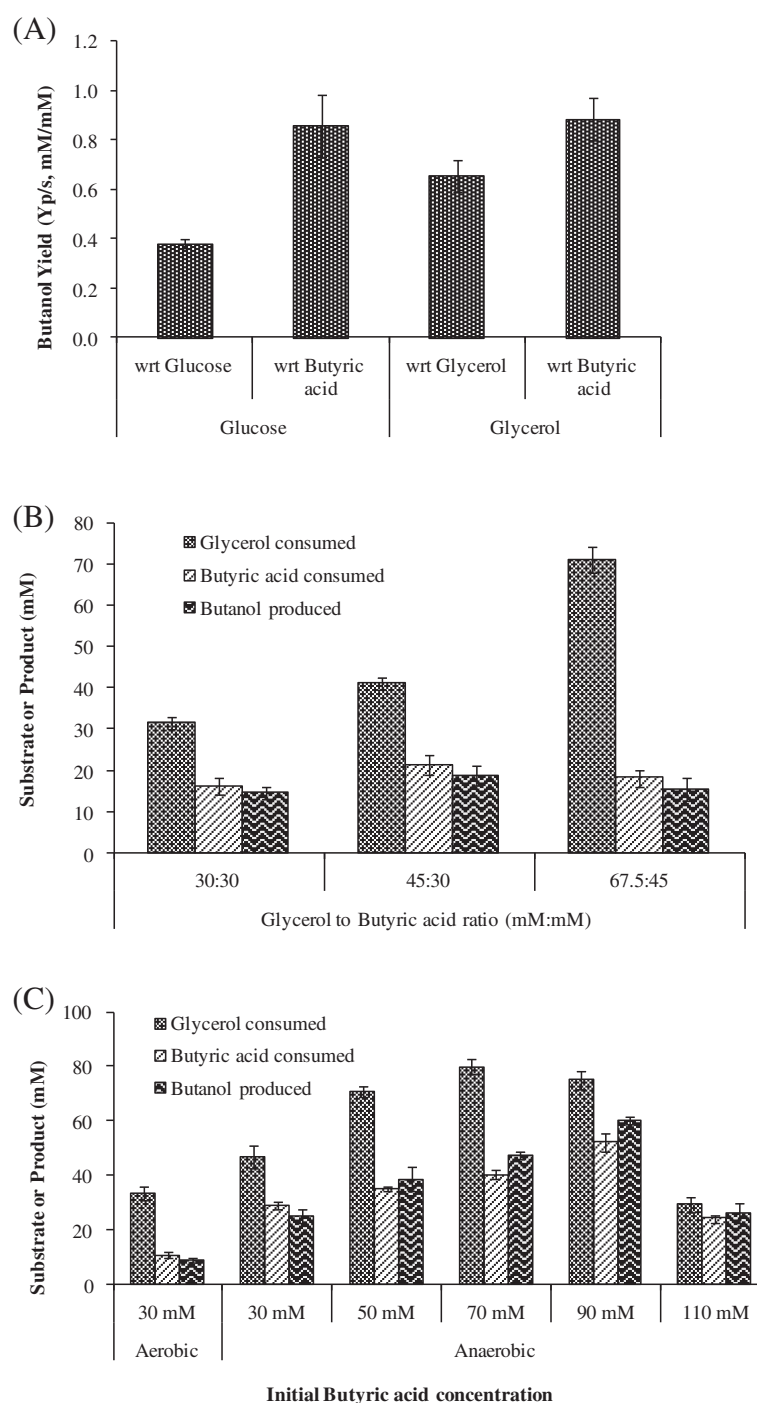 (A)
Butanol Yield (Yp/s, mM/mM)
1.2
1.0
0.8
0.6
0.4
0.2
0.0
wrt Glucose
wrt Butyric
acid
wrt Glycerol
wrt Butyric
acid
Glucose
Glycerol
(B)
Substrate or Product (mM)
80
70
60
50
40
30
20
10
0
Glycerol consumed
Butyric acid consumed
Butanol produced
30:30
45:30
67.5:45
Glycerol to Butyric acid ratio (mM:mM)
(C)
Substrate or Product (mM)
100
80
60
40
20
0
Glycerol consumed
Butyric acid consumed
Butanol produced
30 mM
30 mM
50 mM
70 mM
90 mM
110 mM
Aerobic
Anaerobic
Initial Butyric acid concentration